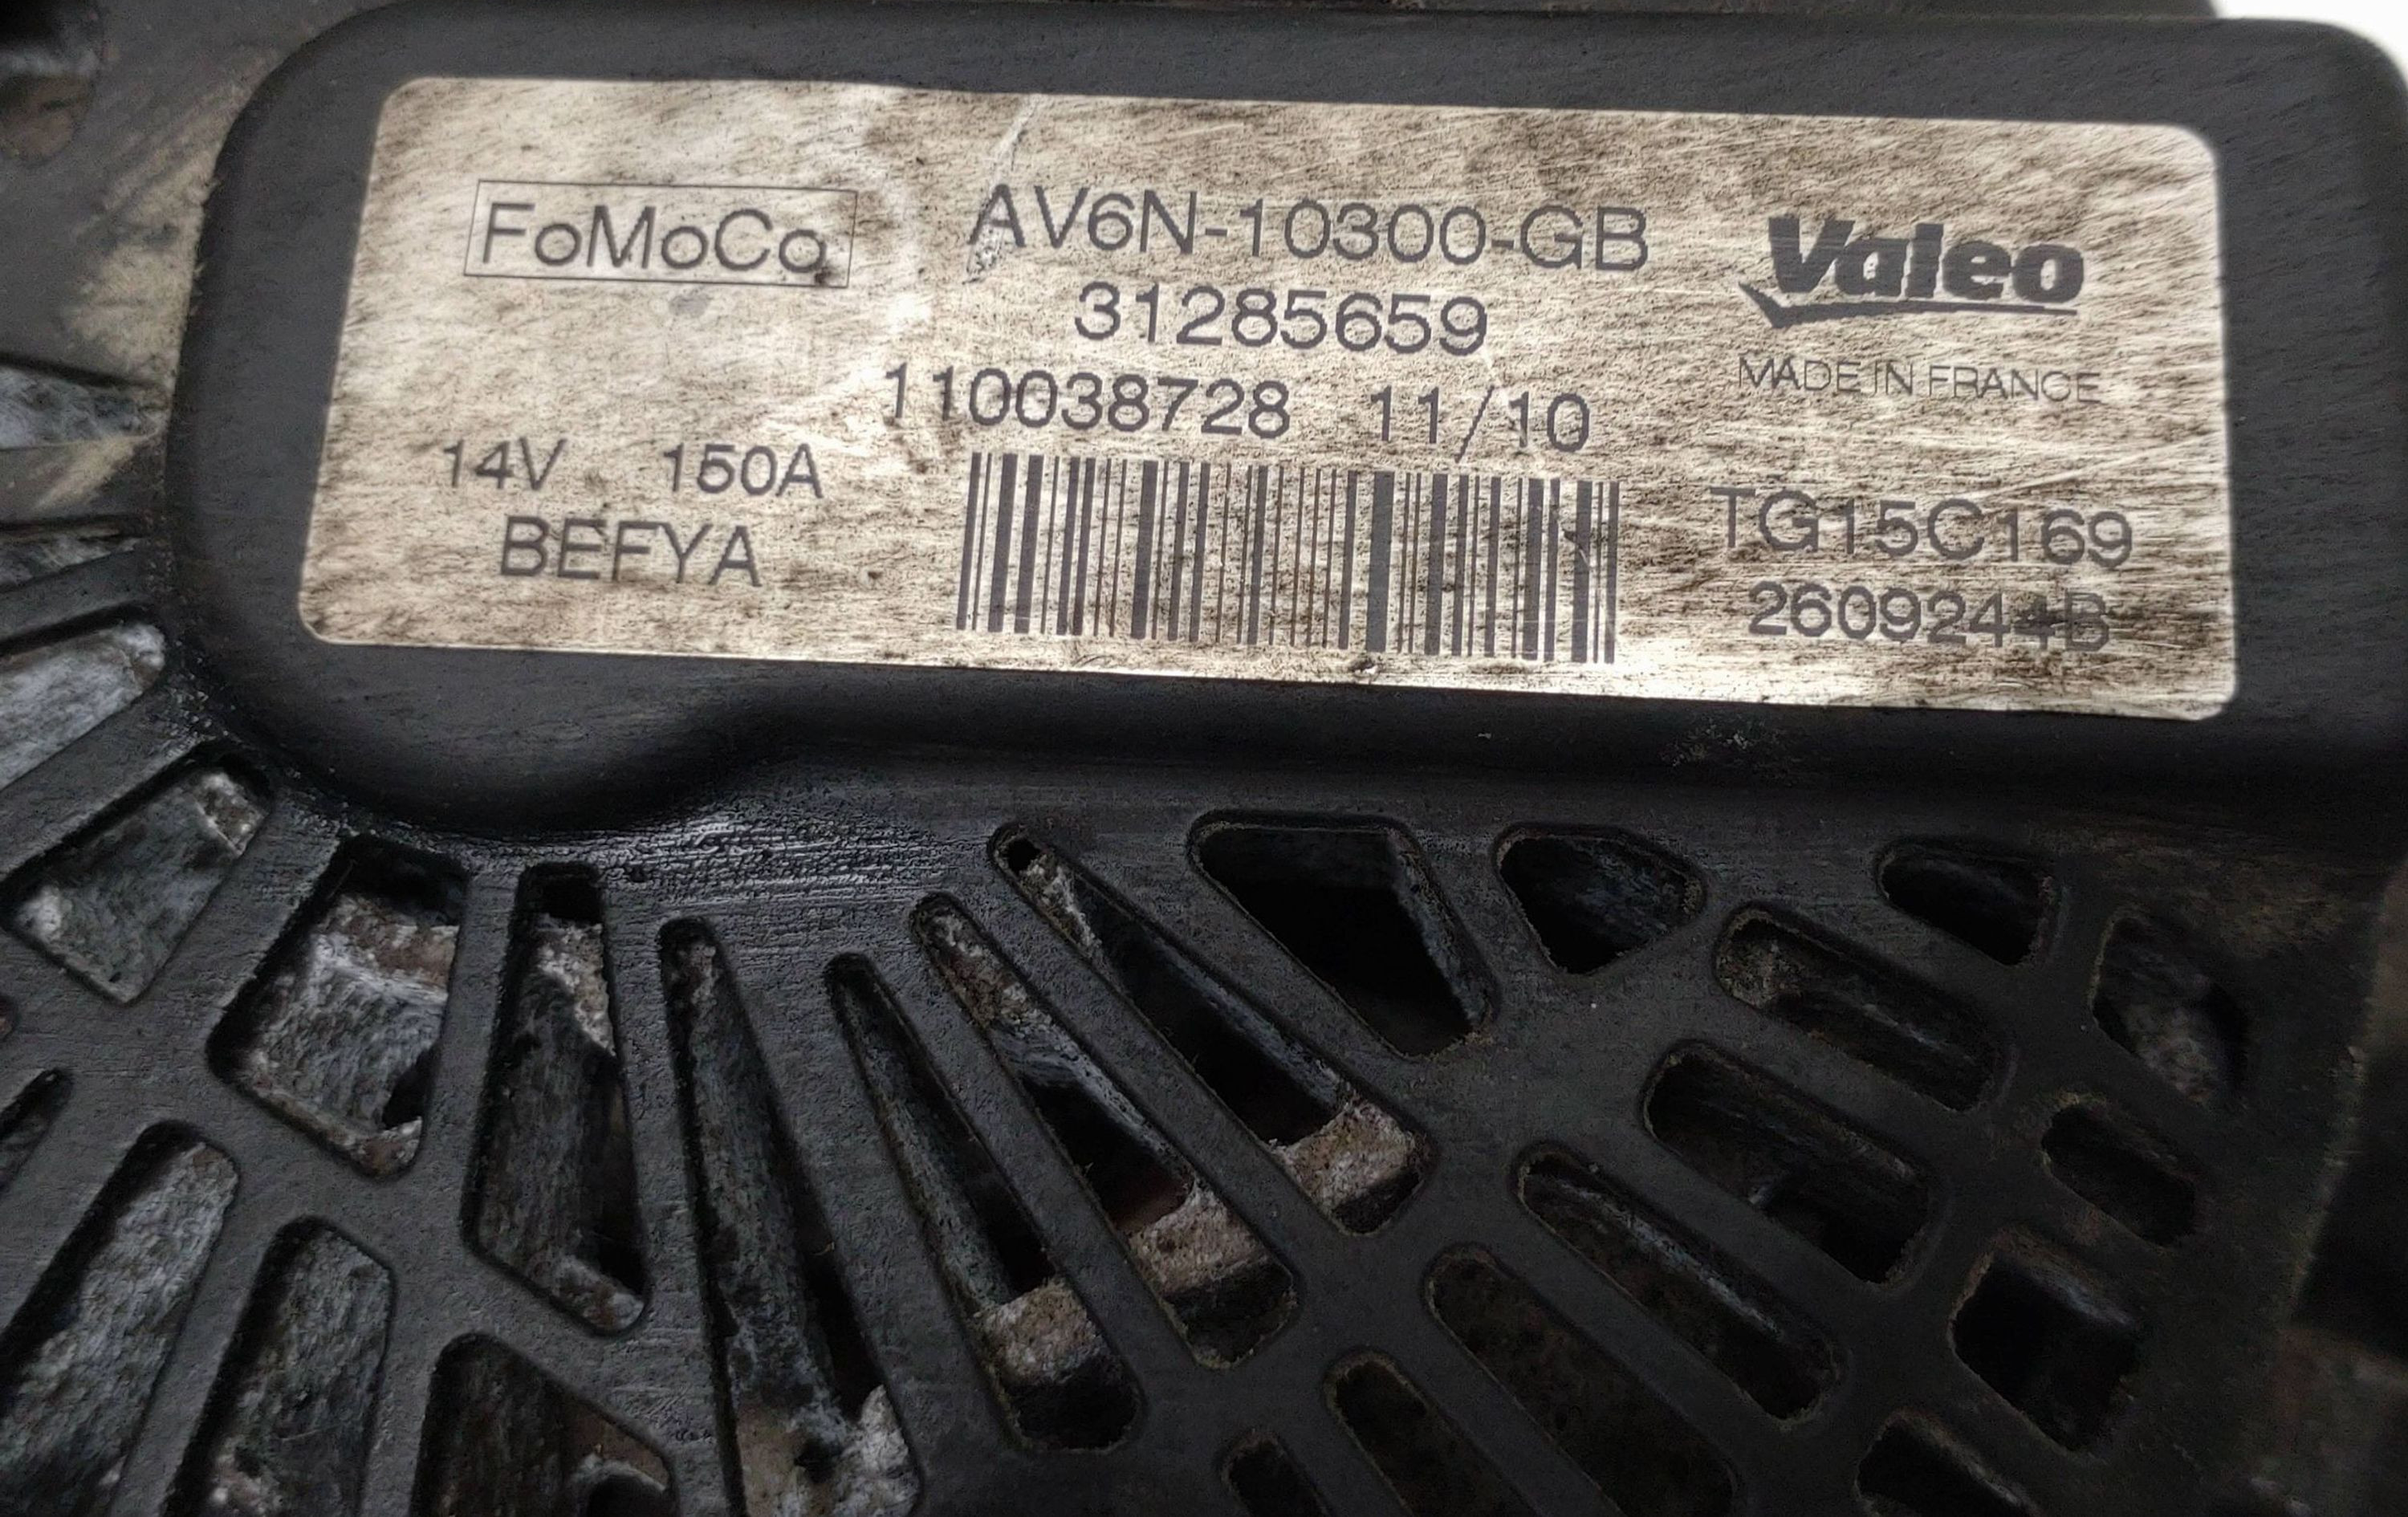 FoMoCo
AV6N-10300-GB
31285659
110038728 11/10
14V 150A
BEFYA
Valeo
MADE IN FRANCE
TG15C169
2609244B